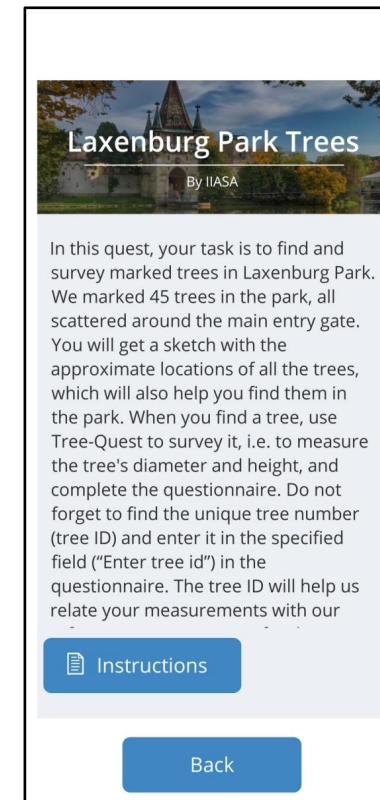 Laxenburg Park Trees
By IIASA
In this quest, your task is to find and
survey marked trees in Laxenburg Park.
We marked 45 trees in the park, all
scattered around the main entry gate.
You will get a sketch with the
approximate locations of all the trees,
which will also help you find them in
the park. When you find a tree, use
Tree-Quest to survey it, i.e. to measure
the tree's diameter and height, and
complete the questionnaire. Do not
forget to find the unique tree number
(tree ID) and enter it in the specified
field (“Enter tree id”) in the
questionnaire. The tree ID will help us
relate your measurements with our
Instructions
Back